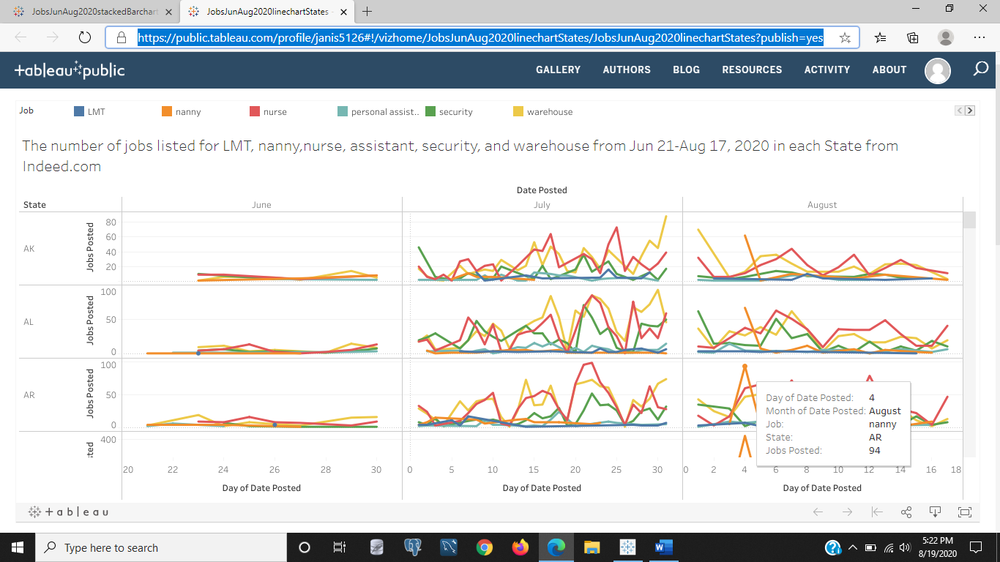 JobsJunAug2020stackedBarchar
JobsJunAug2020linechartStates -
https://public.tableau.com/profile/janis5126#!/vizhome/JobsJunAug2020linechartStates/JobsJunAug2020linechartStates?publish=yes
+ableau public GALLERY AUTHORS BLOG RESOURCES ACTIVITY ABOUT
Job LMT nanny nurse personal assist.. security warehouse
The number of jobs listed for LMT, nanny,nurse, assistant, security, and warehouse from Jun 21-Aug 17, 2020 in each State from
Indeed.com
Date Posted
State June July August
AK
Jobs Posted
80
60
40
20
AL
Jobs Posted
100
50
0
AR
Jobs Posted
100
50
0
Day of Date Posted: 4
Month of Date Posted: August
Job: nanny
State: AR
Jobs Posted: 94
:ted
400
20 22 24 26 28 30 0 5 10 15 20 25 30 0 2 4 6 8 10 12 14 16 18
Day of Date Posted Day of Date Posted Day of Date Posted
+ a b l e a u
Type here to search
5:22 PM
8/19/2020